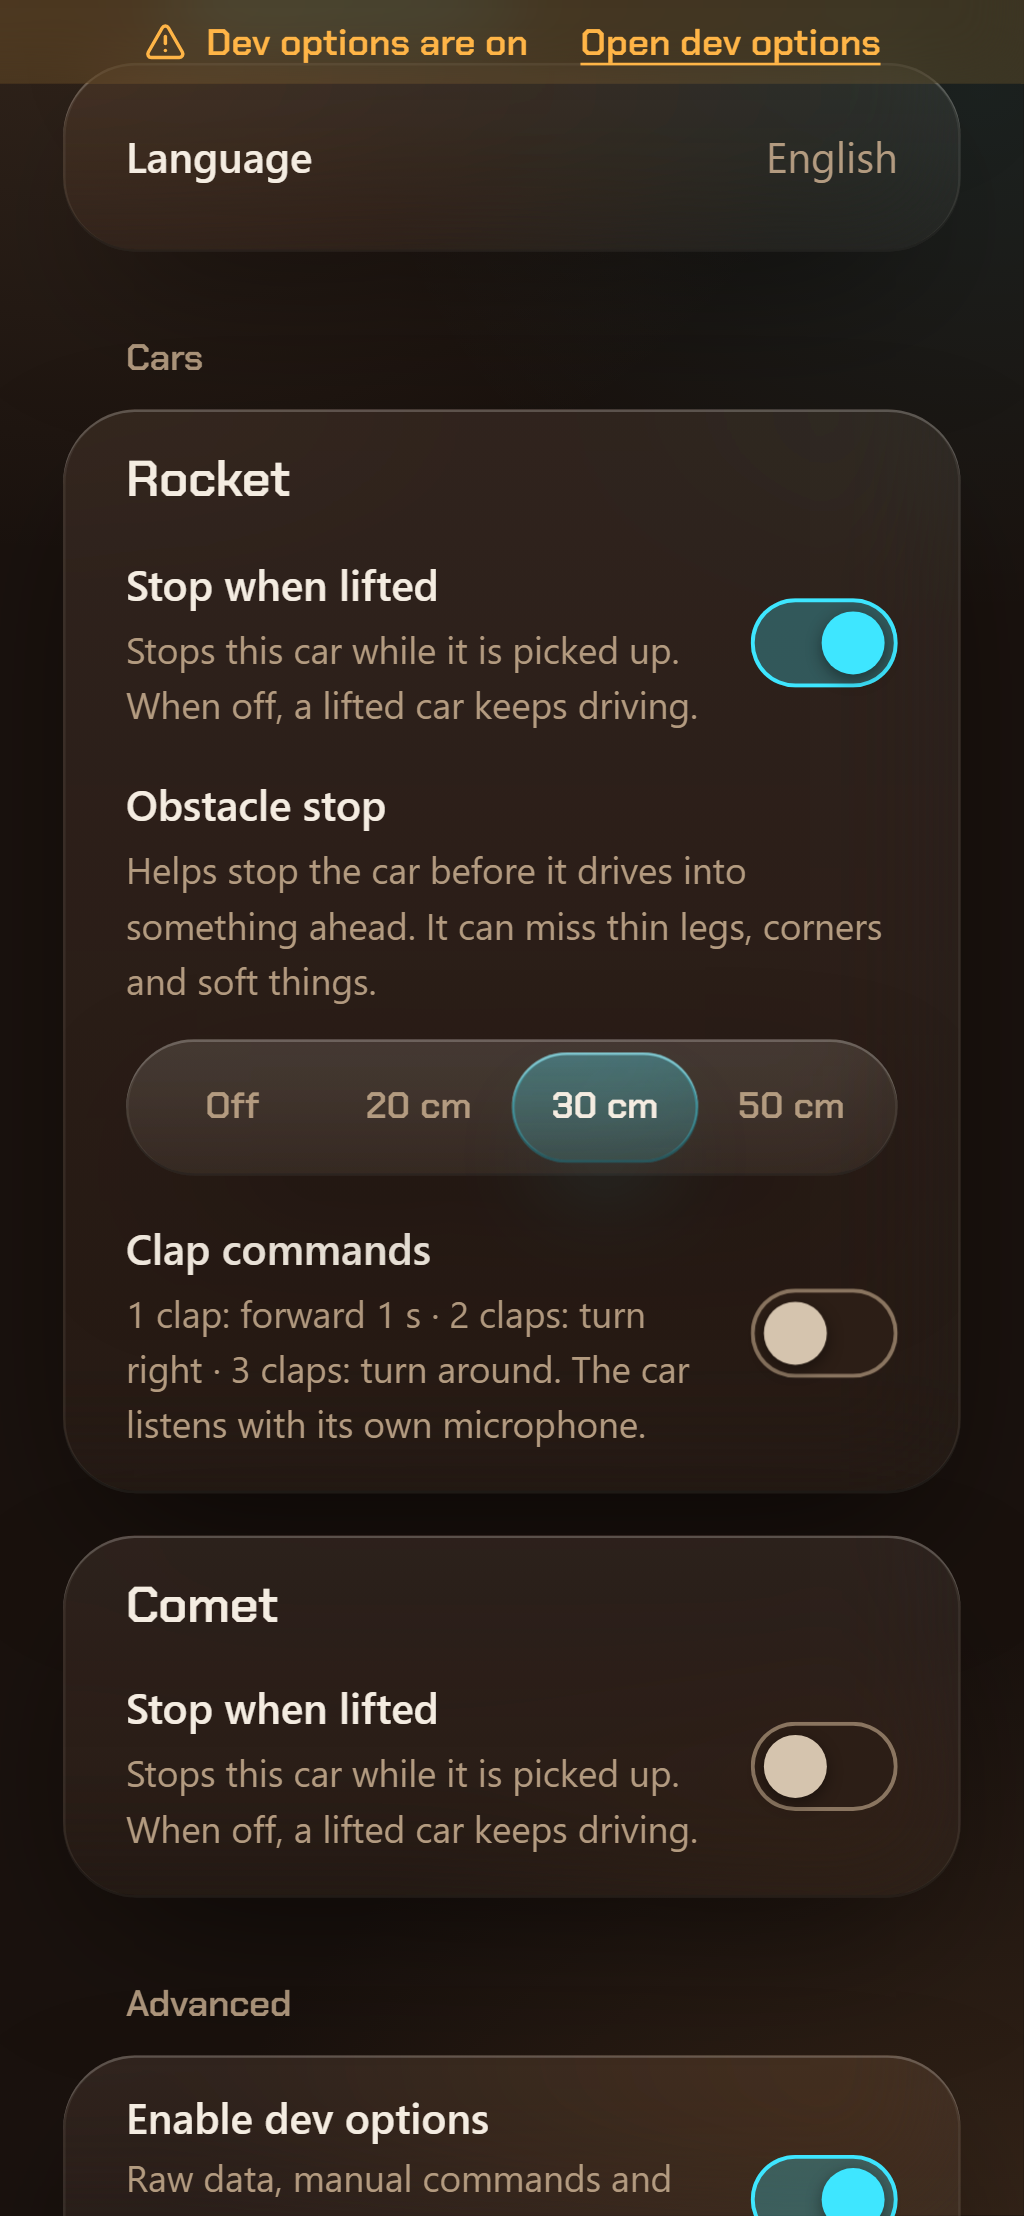 Dev options are on Open dev options
Language English
Cars
Rocket
Stop when lifted
Stops this car while it is picked up.
When off, a lifted car keeps driving.
Obstacle stop
Helps stop the car before it drives into
something ahead. It can miss thin legs, corners
and soft things.
Off 20 cm 30 cm 50 cm
Clap commands
1 clap: forward 1 s · 2 claps: turn
right · 3 claps: turn around. The car
listens with its own microphone.
Comet
Stop when lifted
Stops this car while it is picked up.
When off, a lifted car keeps driving.
Advanced
Enable dev options
Raw data, manual commands and